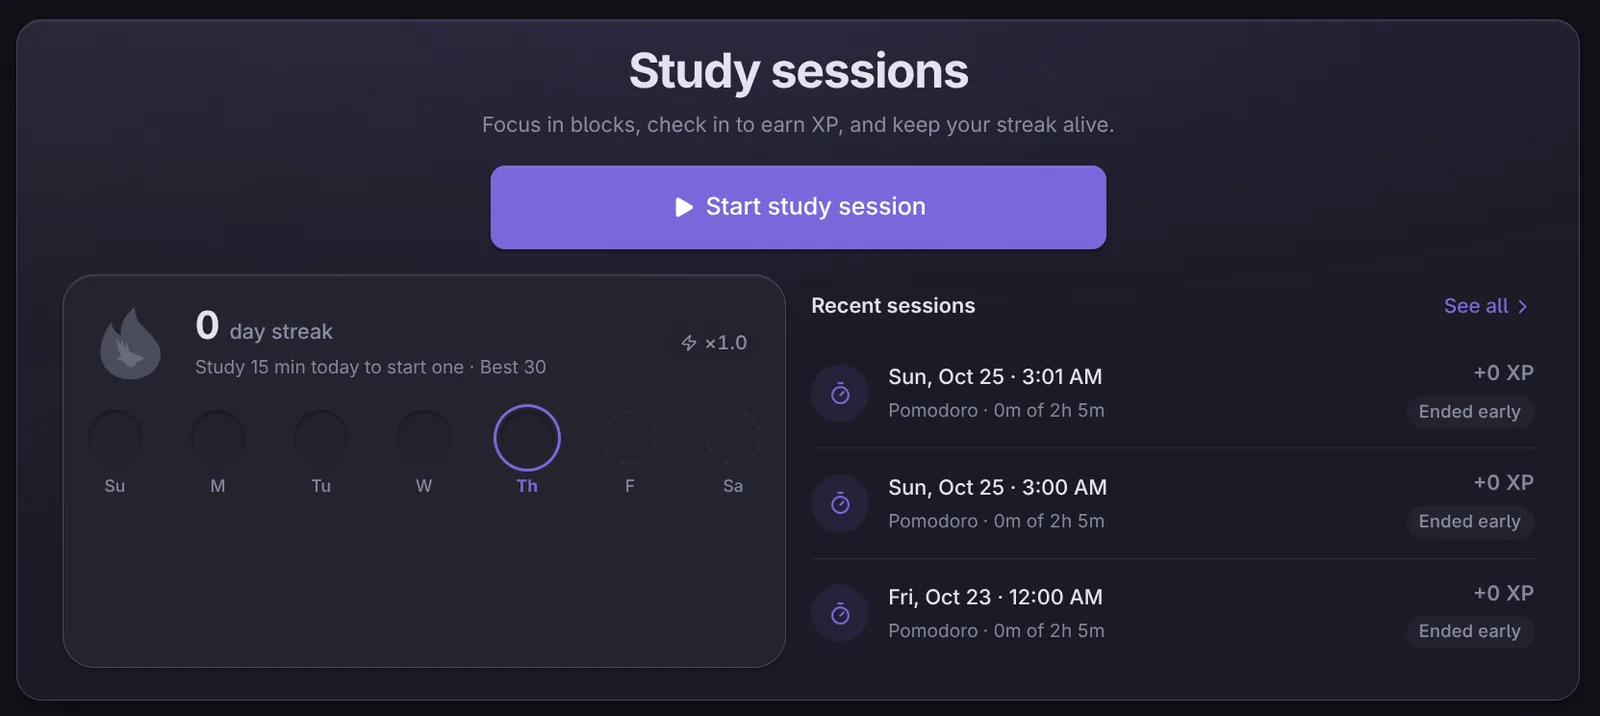 Study sessions
Focus in blocks, check in to earn XP, and keep your streak alive.
Start study session
0 day streak
Study 15 min today to start one · Best 30
×1.0
Su M Tu W Th F Sa
Recent sessions
See all
Sun, Oct 25 · 3:01 AM
+0 XP
Pomodoro · 0m of 2h 5m
Ended early
Sun, Oct 25 · 3:00 AM
+0 XP
Pomodoro · 0m of 2h 5m
Ended early
Fri, Oct 23 · 12:00 AM
+0 XP
Pomodoro · 0m of 2h 5m
Ended early